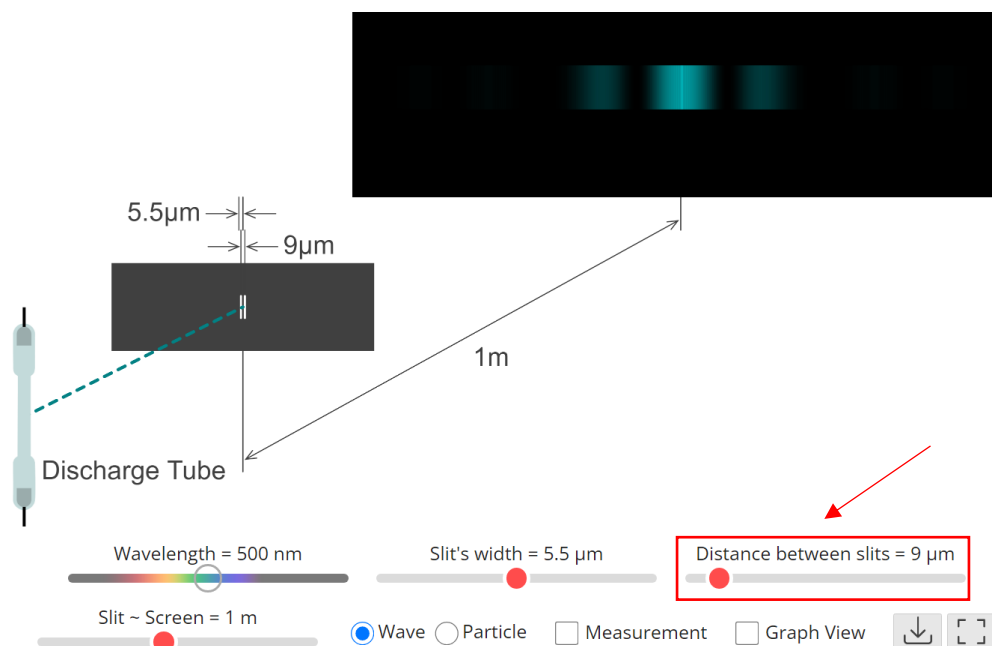 5.5μm
9μm
1m
Discharge Tube
Wavelength = 500 nm
Slit's width = 5.5 μm
Distance between slits = 9 μm
Slit ~ Screen = 1 m
Wave
Particle
Measurement
Graph View